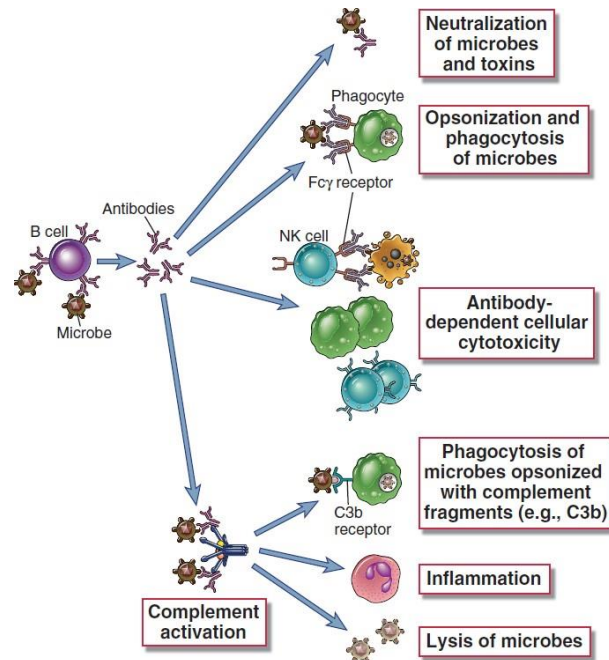 Neutralization
of microbes
and toxins
Phagocyte
Opsonization and
phagocytosis
of microbes
Fcγ receptor
Antibodies
B cell
NK cell
Microbe
Antibody-
dependent cellular
cytotoxicity
Phagocytosis of
microbes opsonized
with complement
fragments (e.g., C3b)
C3b
receptor
Inflammation
Complement
activation
Lysis of microbes